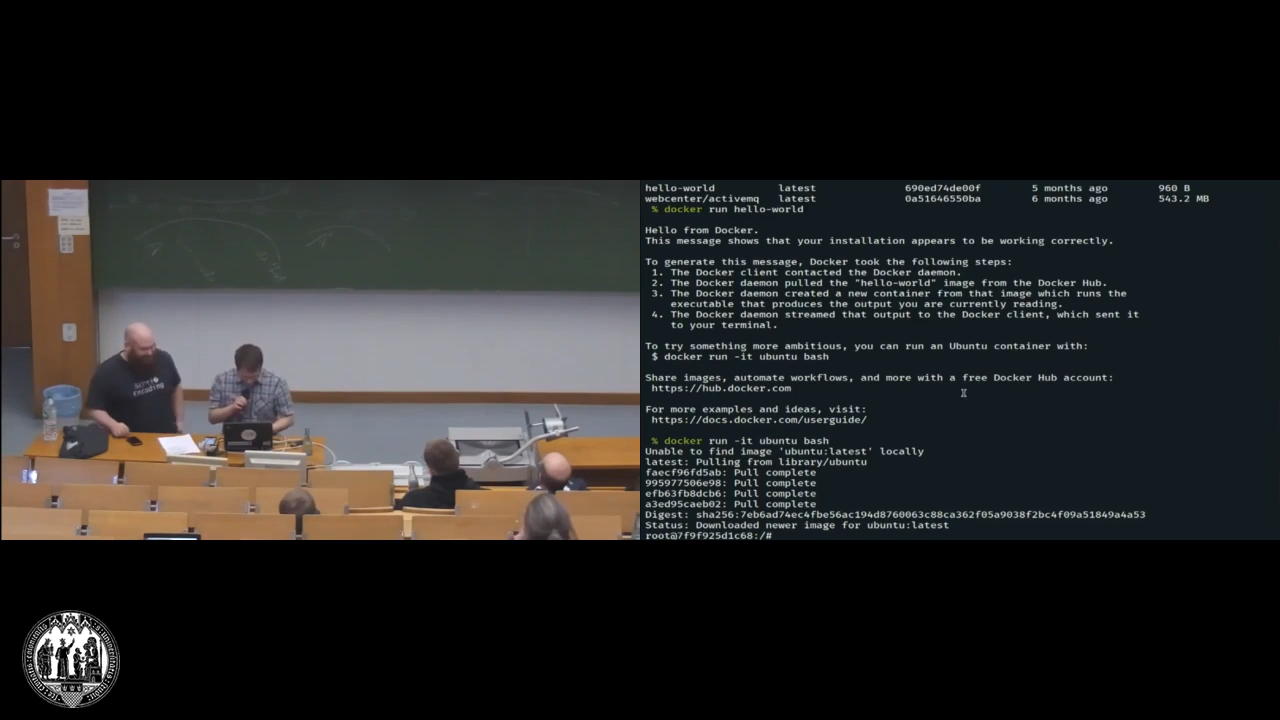 Script
Encoding
hello-world latest 690ed74de00f 5 months ago 960 B
webcenter/activemq latest 0a51646550ba 6 months ago 543.2 MB
% docker run hello-world
Hello from Docker.
This message shows that your installation appears to be working correctly.
To generate this message, Docker took the following steps:
1. The Docker client contacted the Docker daemon.
2. The Docker daemon pulled the "hello-world" image from the Docker Hub.
3. The Docker daemon created a new container from that image which runs the
executable that produces the output you are currently reading.
4. The Docker daemon streamed that output to the Docker client, which sent it
to your terminal.
To try something more ambitious, you can run an Ubuntu container with:
$ docker run -it ubuntu bash
Share images, automate workflows, and more with a free Docker Hub account:
https://hub.docker.com
For more examples and ideas, visit:
https://docs.docker.com/userguide/
% docker run -it ubuntu bash
Unable to find image 'ubuntu:latest' locally
latest: Pulling from library/ubuntu
faecf96fd5ab: Pull complete
995977506e98: Pull complete
efb63fb8dcb6: Pull complete
a3ed95caeb02: Pull complete
Digest: sha256:7eb6ad74ec4fbe56ac194d8760063c88ca362f05a9038f2bc4f09a51849a4a53
Status: Downloaded newer image for ubuntu:latest
root@7f9f925d1c68:/#